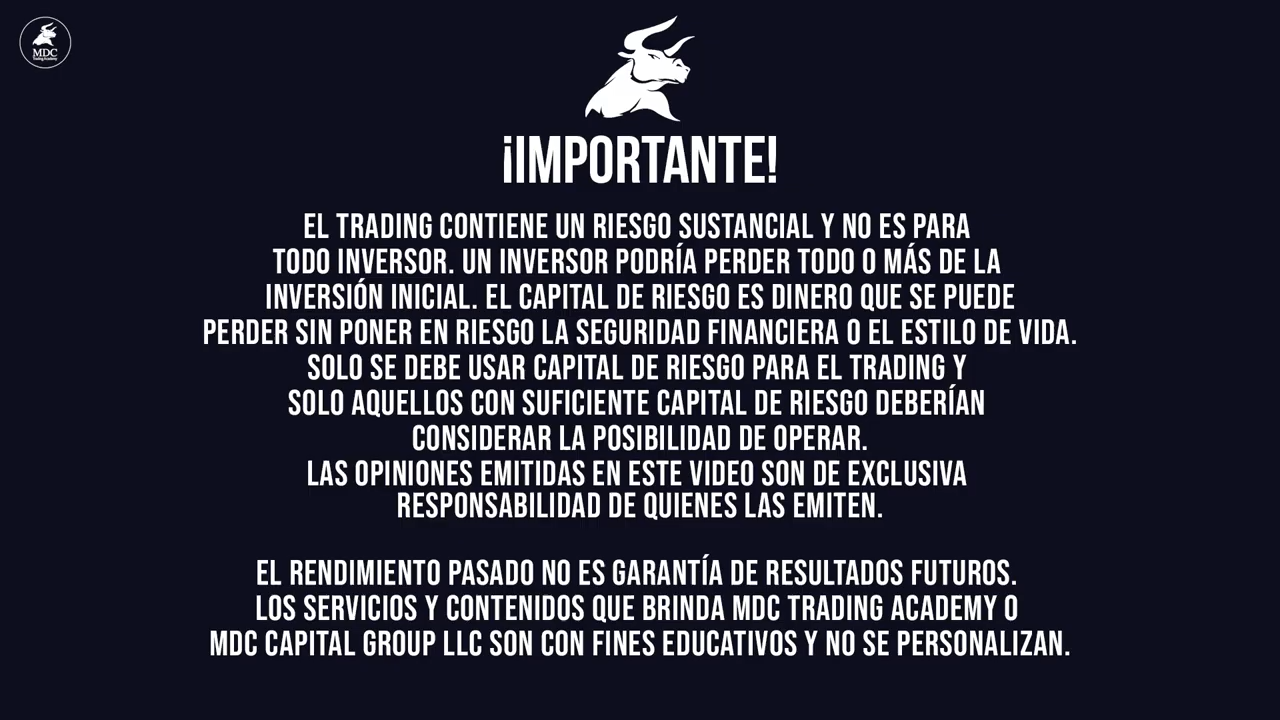 MDC
Trading Academy
¡IMPORTANTE!
EL TRADING CONTIENE UN RIESGO SUSTANCIAL Y NO ES PARA
TODO INVERSOR. UN INVERSOR PODRÍA PERDER TODO O MÁS DE LA
INVERSIÓN INICIAL. EL CAPITAL DE RIESGO ES DINERO QUE SE PUEDE
PERDER SIN PONER EN RIESGO LA SEGURIDAD FINANCIERA O EL ESTILO DE VIDA.
SOLO SE DEBE USAR CAPITAL DE RIESGO PARA EL TRADING Y
SOLO AQUELLOS CON SUFICIENTE CAPITAL DE RIESGO DEBERÍAN
CONSIDERAR LA POSIBILIDAD DE OPERAR.
LAS OPINIONES EMITIDAS EN ESTE VIDEO SON DE EXCLUSIVA
RESPONSABILIDAD DE QUIENES LAS EMITEN.
EL RENDIMIENTO PASADO NO ES GARANTÍA DE RESULTADOS FUTUROS.
LOS SERVICIOS Y CONTENIDOS QUE BRINDA MDC TRADING ACADEMY O
MDC CAPITAL GROUP LLC SON CON FINES EDUCATIVOS Y NO SE PERSONALIZAN.